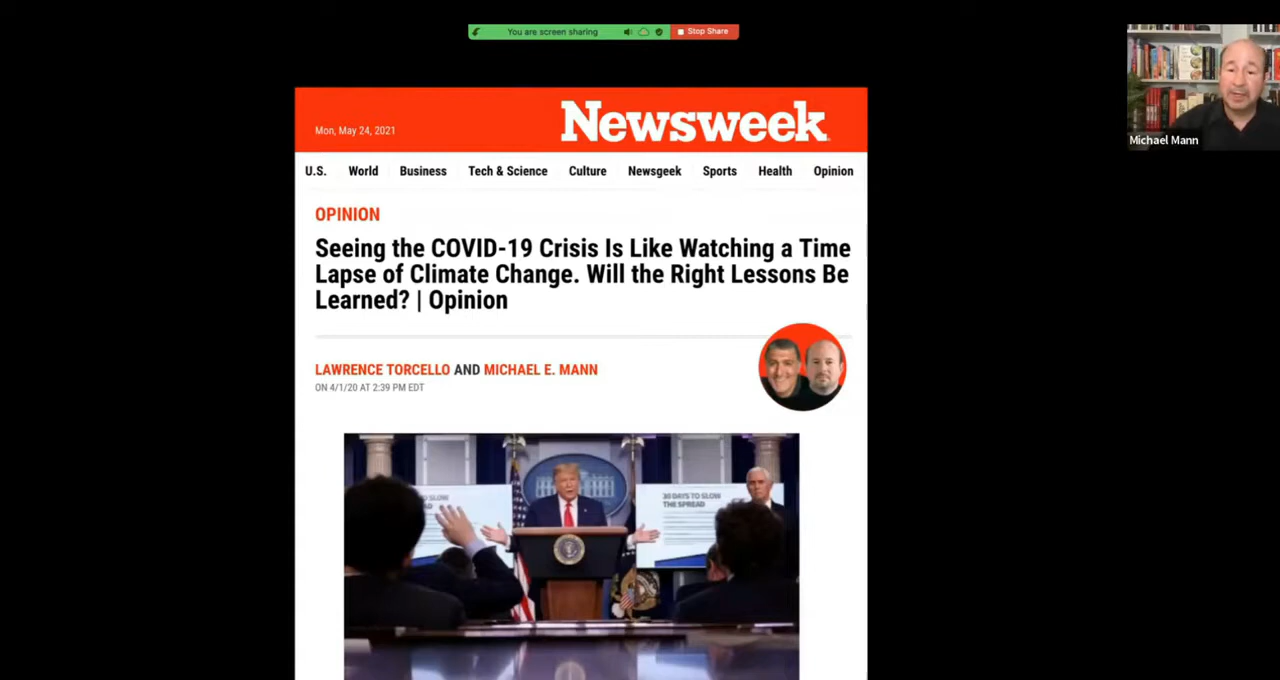 You are screen sharing
Stop Share
Michael Mann
Mon, May 24, 2021
Newsweek
U.S. World Business Tech & Science Culture Newsgeek Sports Health Opinion
OPINION
Seeing the COVID-19 Crisis Is Like Watching a Time
Lapse of Climate Change. Will the Right Lessons Be
Learned? | Opinion
LAWRENCE TORCELLO AND MICHAEL E. MANN
ON 4/1/20 AT 2:39 PM EDT
SLOW
30 DAYS TO SLOW
THE SPREAD